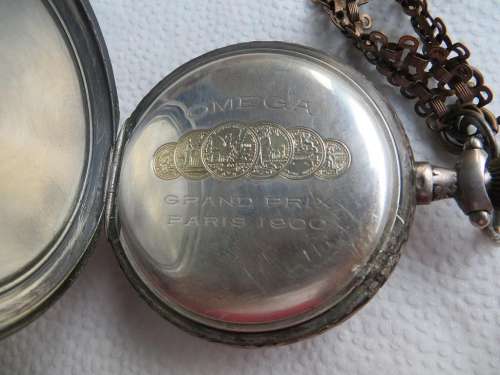 OMEGA
GRAND PRIX
PARIS 1900